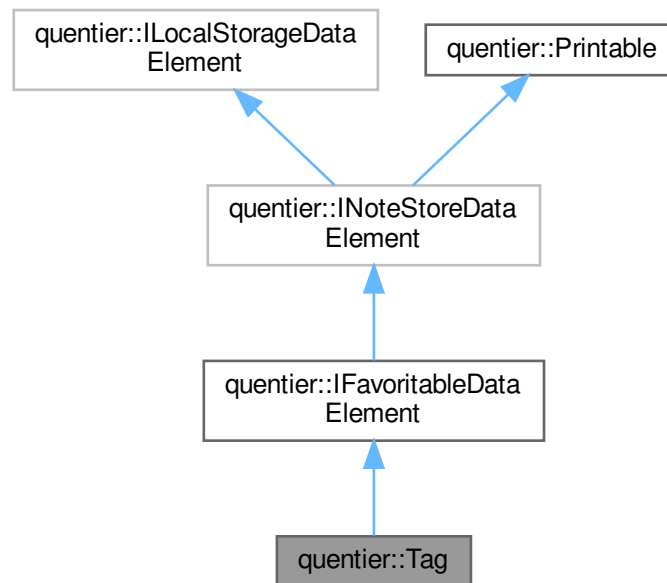 quentier::ILocalStorageData
Element
quentier::Printable
quentier::INoteStoreData
Element
quentier::IFavoritableData
Element
quentier::Tag